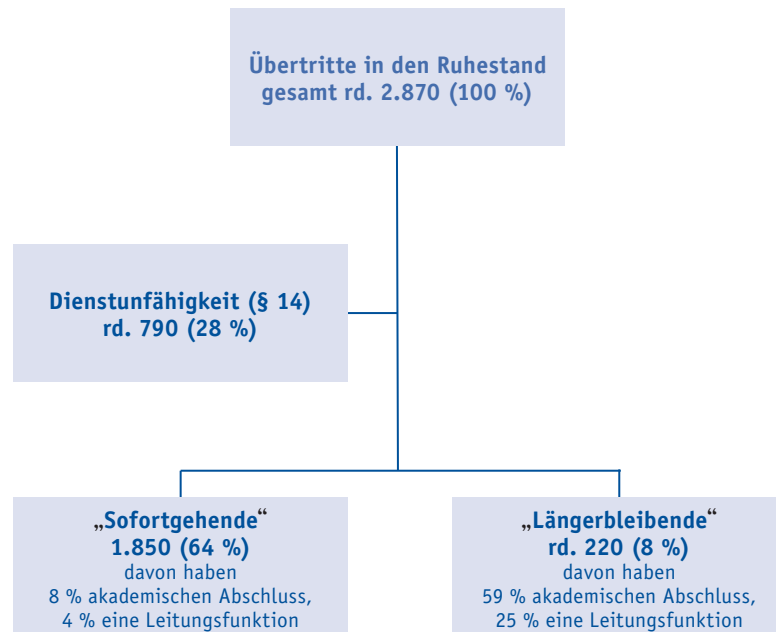 Übertritte in den Ruhestand
gesamt rd. 2.870 (100 %)
Dienstunfähigkeit (§ 14)
rd. 790 (28 %)
„Sofortgehende“
1.850 (64 %)
davon haben
8 % akademischen Abschluss,
4 % eine Leitungsfunktion
„Längerbleibende“
rd. 220 (8 %)
davon haben
59 % akademischen Abschluss,
25 % eine Leitungsfunktion